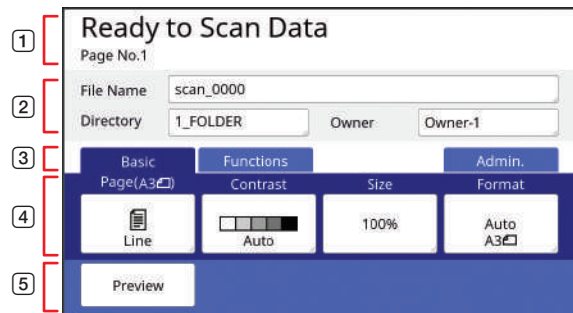 1
Ready to Scan Data
Page No.1
2
File Name scan_0000
Directory 1_FOLDER Owner Owner-1
3
Basic Functions Admin.
4
Page(A3) Contrast Size Format
Line Auto 100% Auto
A3
5
Preview